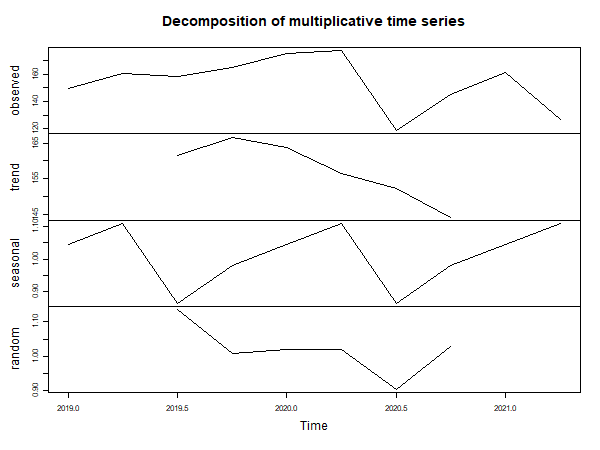 Decomposition of multiplicative time series
observed
120 140 160
trend
145 155 165
seasonal
0.90 1.00 1.10
random
0.90 1.00 1.10
2019.0 2019.5 2020.0 2020.5 2021.0
Time